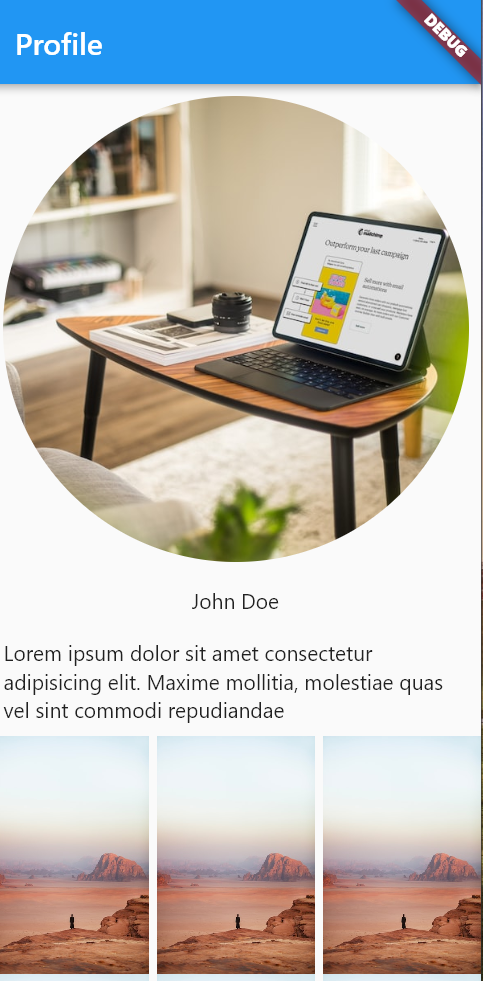 Profile
DEBUG
Outperform your last campaign
Sell more with email
automations
John Doe
Lorem ipsum dolor sit amet consectetur
adipisicing elit. Maxime mollitia, molestiae quas
vel sint commodi repudiandae